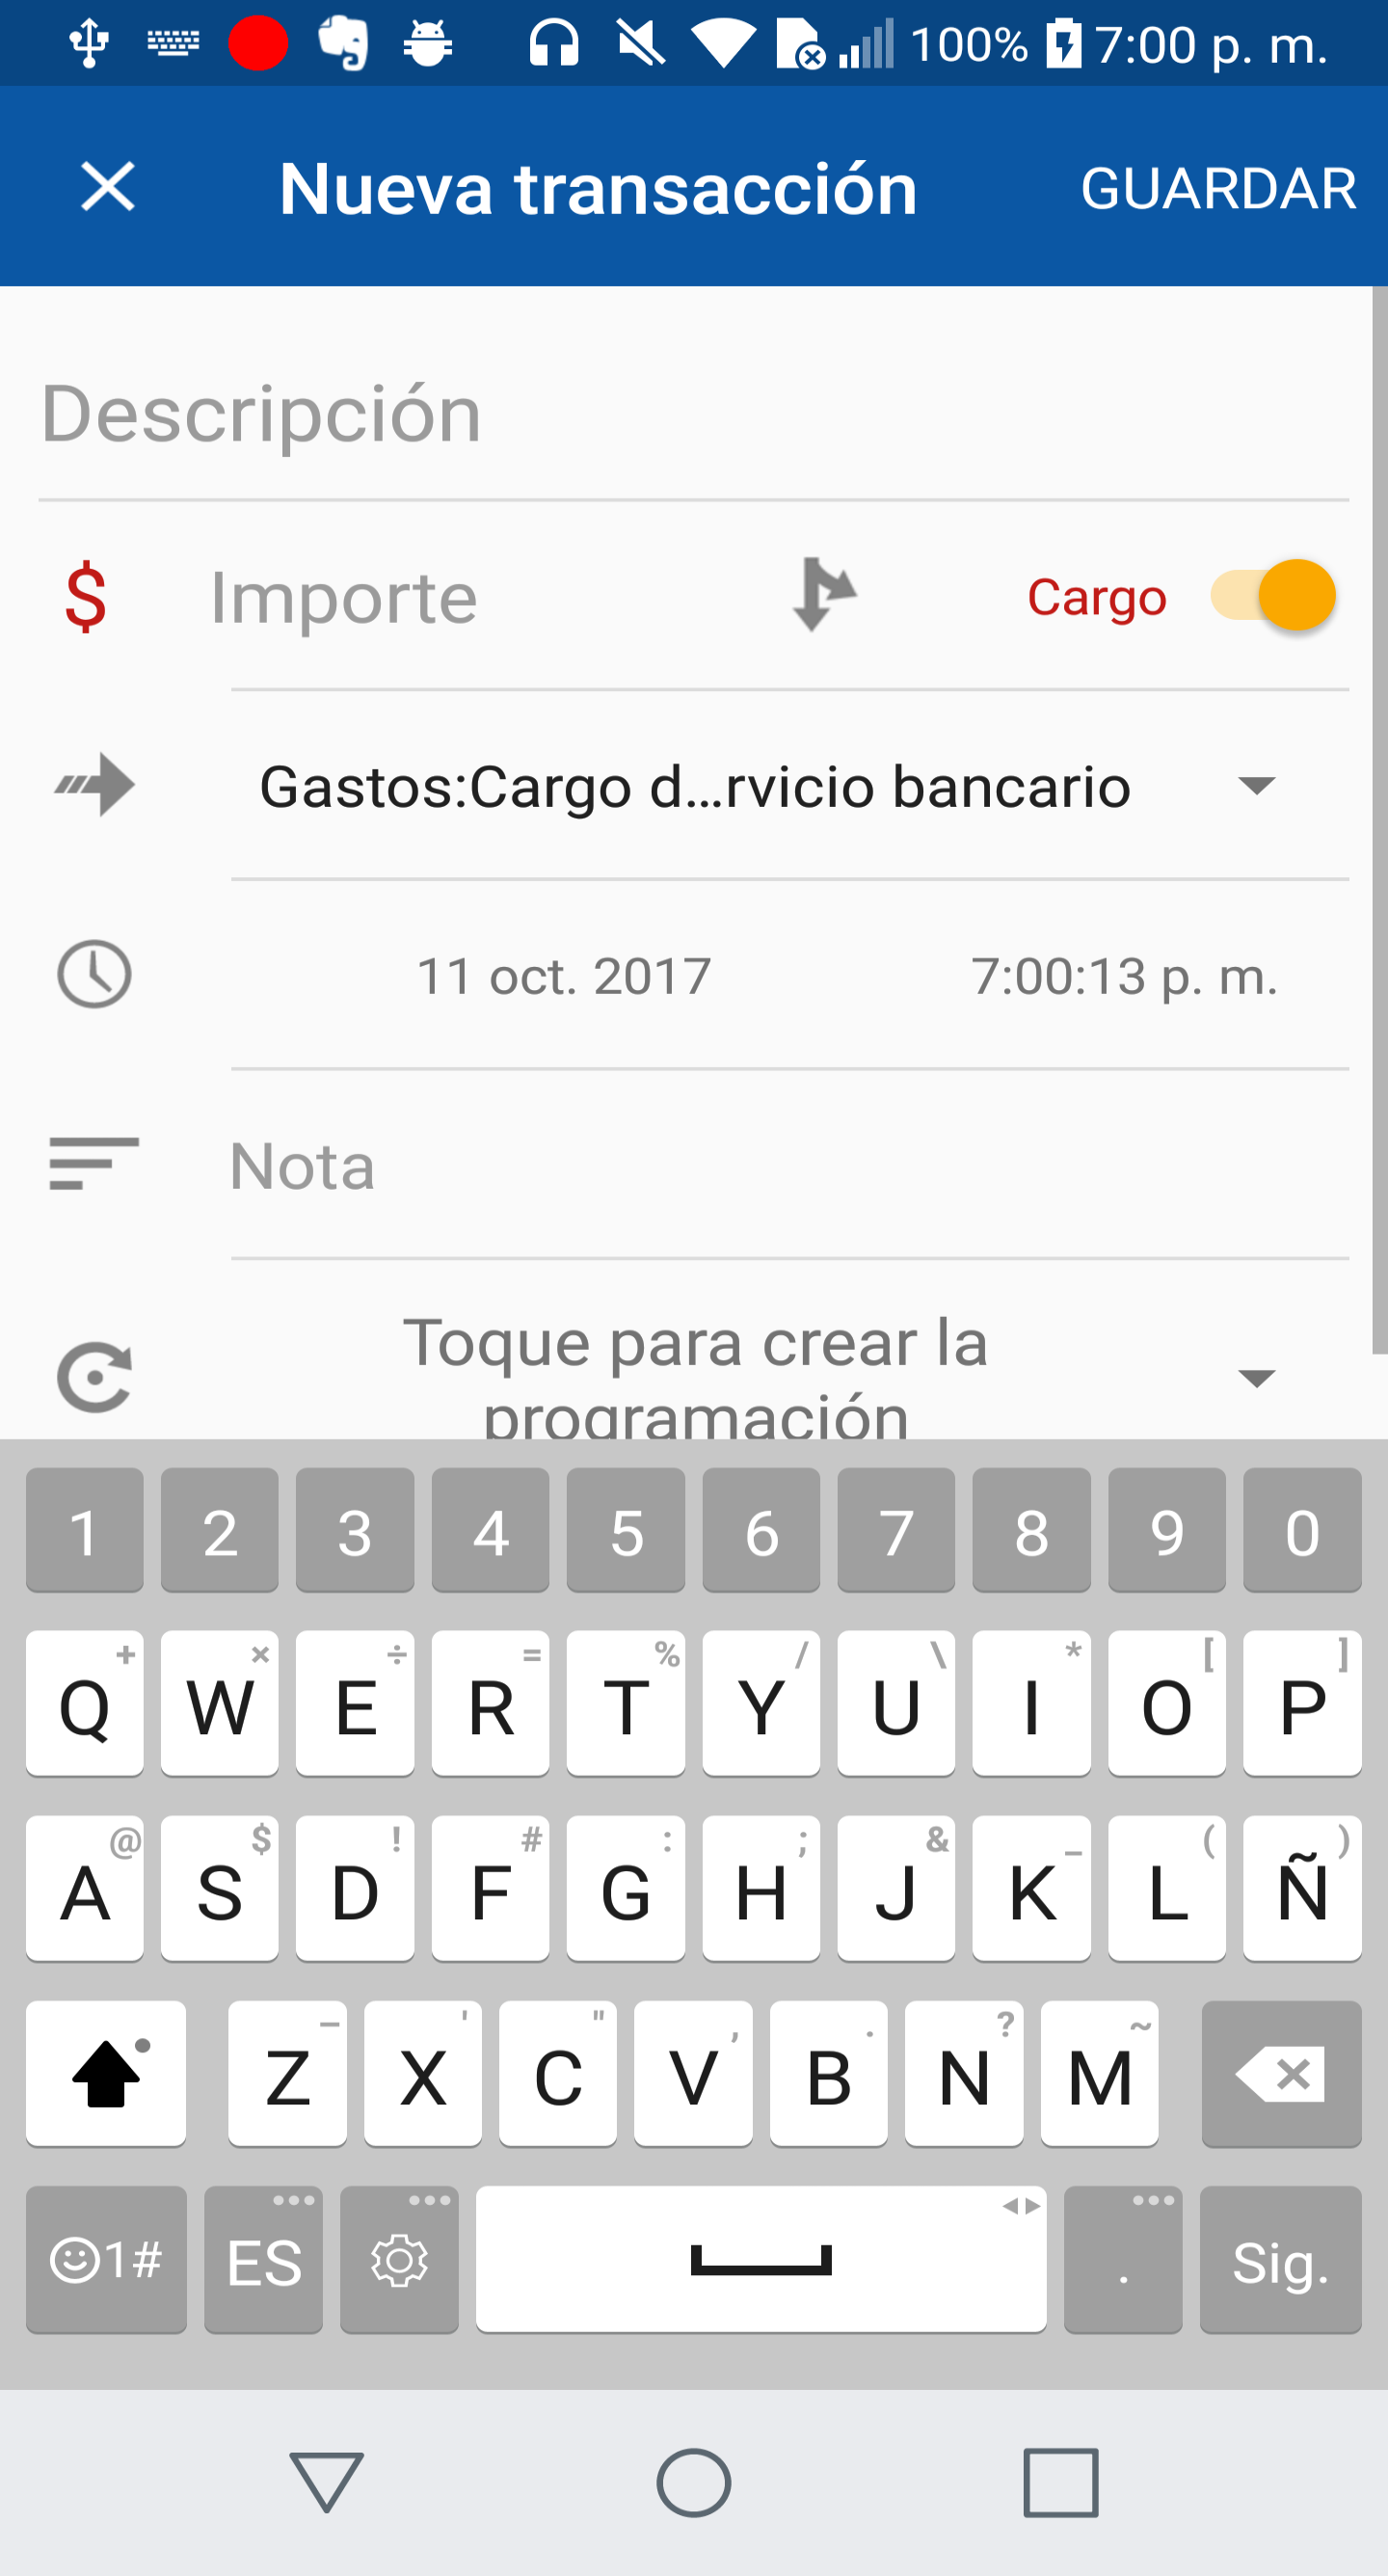 100% 7:00 p. m.
Nueva transacción GUARDAR
Descripción
$ Importe Cargo
Gastos:Cargo d...rvicio bancario
11 oct. 2017 7:00:13 p. m.
Nota
Toque para crear la
programación
1 2 3 4 5 6 7 8 9 0
+ × ÷ = % / \ * [ ]
Q W E R T Y U I O P
@ $ ! # : ; & _ ( )
A S D F G H J K L Ñ
– ' " , . ? ~
Z X C V B N M
1# ES . Sig.